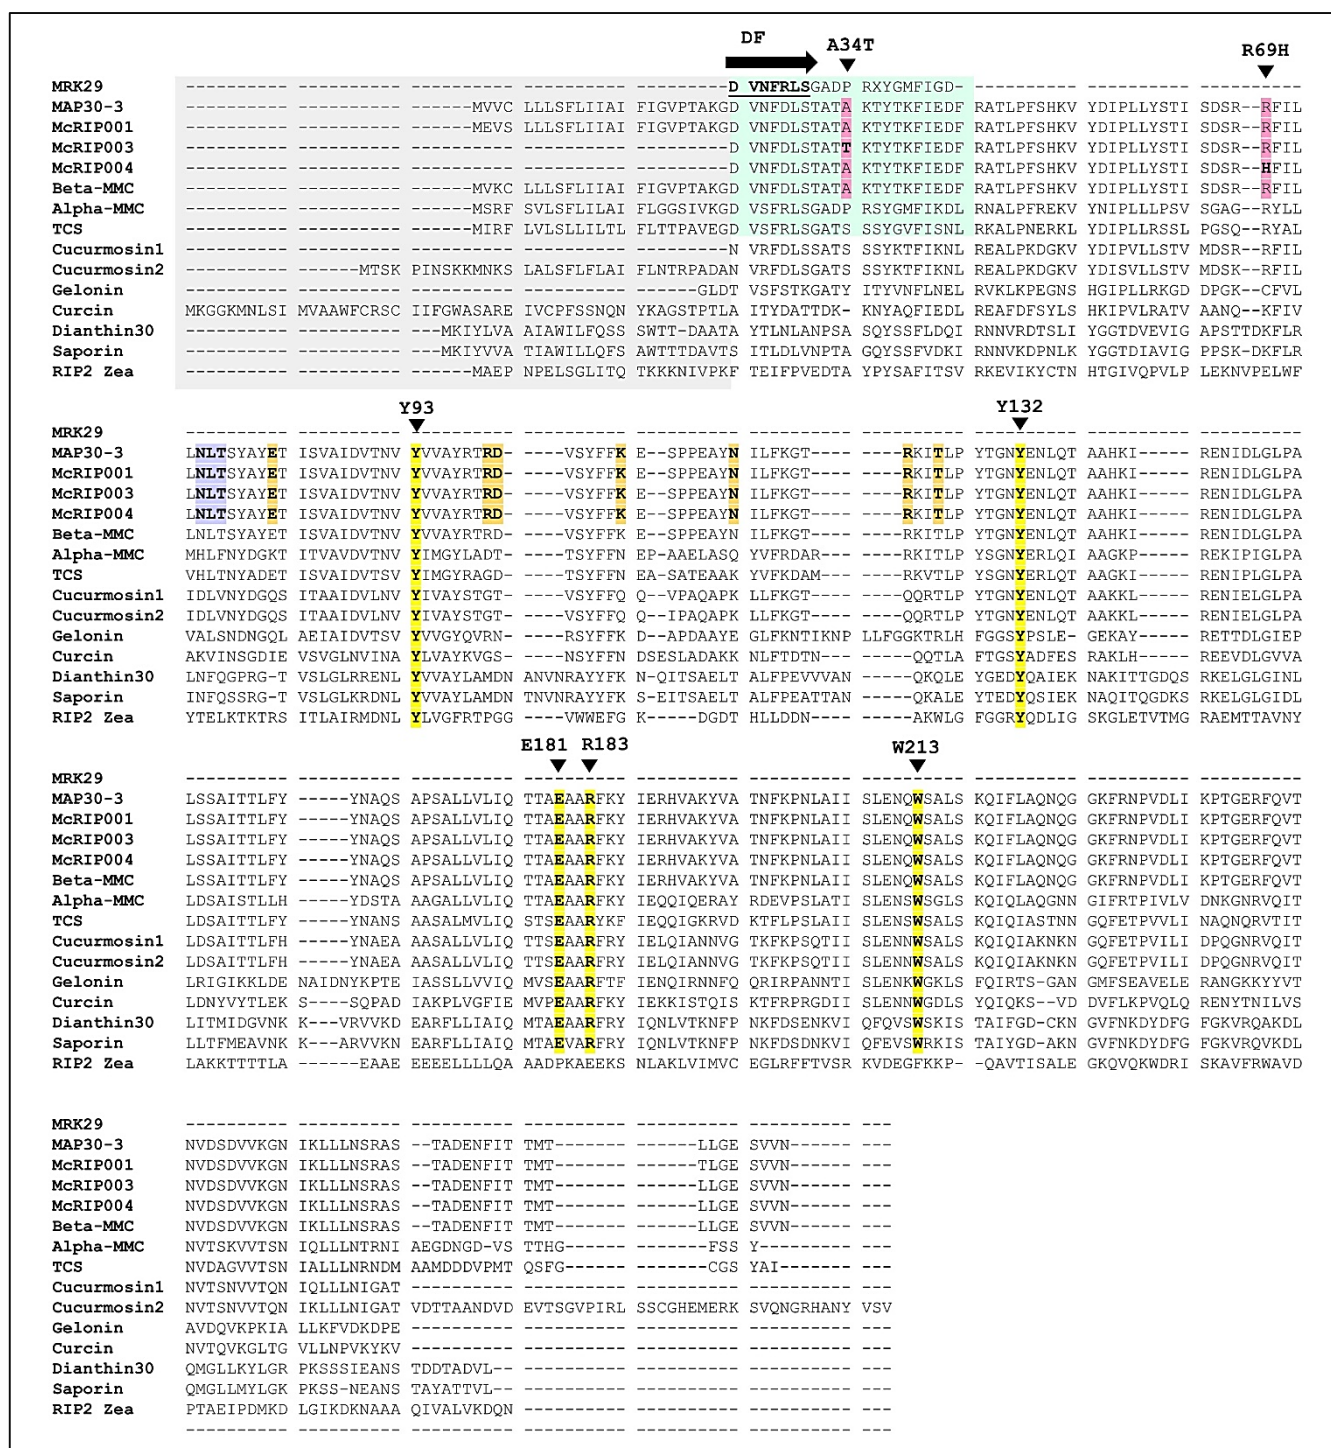 DF A34T R69H
MRK29 ---------- ---------- ---------- ---------- ---------- -----D VNFRLSGADP RXYGMFIGD- ---------- ---------- ---------- ------
MAP30-3 -------------------MVVC LLLSFLIIAI FIGVPTAKGD VNFDLSTATA KTYTKFIEDF RATLPFSHKV YDIPLLYSTI SDSR--RFIL
McRIP001 -------------------MEVS LLLSFLIIAI FIGVPTAKGD VNFDLSTATA KTYTKFIEDF RATLPFSHKV YDIPLLYSTI SDSR--RFIL
McRIP003 ---------- ---------- ---------- ---------- D VNFDLSTATT KTYTKFIEDF RATLPFSHKV YDIPLLYSTI SDSR--RFIL
McRIP004 ---------- ---------- ---------- ---------- D VNFDLSTATA KTYTKFIEDF RATLPFSHKV YDIPLLYSTI SDSR--HFIL
Beta-MMC -------------------MVKC LLLSFLIIAI FIGVPTAKGD VNFDLSTATA KTYTKFIEDF RATLPFSHKV YDIPLLYSTI SDSR--RFIL
Alpha-MMC -------------------MSRF SVLSFLILAI FLGGSIVKGD VSFRLSGADP RSYGMFIKDL RNALPFREKV YNIPLLLPSV SGAG--RYLL
TCS -------------------MIRF LVLSLLILTL FLTTPAVEGD VSFRLSGATS SSYGVFISNL RKALPNERKL YDIPLLRSSL PGSQ--RYAL
Cucurmosin1 ---------- ---------- ---------- ---------- N VRFDLSSATS SSYKTFIKNL REALPKDGKV YDIPVLLSTV MDSR--RFIL
Cucurmosin2 ---------- -----MTSK PINSKKMNKS LALSFLFLAI FLNTRPADAN VRFDLSGATS SSYKTFIKNL REALPKDGKV YDISVLLSTV MDSK--RFIL
Gelonin ---------- ---------- ---------- ---------- GLDT VSFSTKGATY ITYVNFLNEL RVKLKPEGNS HGIPLLRKGD DPGK--CFVL
Curcin MKGGKMNLSI MVAAWFCRSC IIFGWASARE IVCPFSSNQN YKAGSTPTLA ITYDATTDK- KNYAQFIEDL REAFDFSYLS HKIPVLRATV AANQ--KFIV
Dianthin30 -----------------MKIYLVA AIAWILFQSS SWTT-DAATA YTLNLANPSA SQYSSFLDQI RNNVRDTSLI YGGTDVEVIG APSTTDKFLR
Saporin -----------------MKIYVVA TIAWILLQFS AWTTTDAVTS ITLDLVNPTA GQYSSFVDKI RNNVKDPNLK YGGTDIAVIG PPSK-DKFLR
RIP2 Zea -------------------MAEP NPELSGLITQ TKKKNIVPKF TEIFPVEDTA YPYSAFITSV RKEVIKYCTN HTGIVQPVLP LEKNVPELWF
Y93 Y132
MRK29 ---------- ---------- ---------- ---------- ---------- ---------- ---------- ---------- ---------- ----------
MAP30-3 LNLTSYAYET ISVAIDVTNV YVVAYRTRD- ----VSYFFK E--SPPEAYN ILFKGT---- -----RKITLP YTGNYENLQT AAHKI----- RENIDLGLPA
McRIP001 LNLTSYAYET ISVAIDVTNV YVVAYRTRD- ----VSYFFK E--SPPEAYN ILFKGT---- -----RKITLP YTGNYENLQT AAHKI----- RENIDLGLPA
McRIP003 LNLTSYAYET ISVAIDVTNV YVVAYRTRD- ----VSYFFK E--SPPEAYN ILFKGT---- -----RKITLP YTGNYENLQT AAHKI----- RENIDLGLPA
McRIP004 LNLTSYAYET ISVAIDVTNV YVVAYRTRD- ----VSYFFK E--SPPEAYN ILFKGT---- -----RKITLP YTGNYENLQT AAHKI----- RENIDLGLPA
Beta-MMC LNLTSYAYET ISVAIDVTNV YVVAYRTRD- ----VSYFFK E--SPPEAYN ILFKGT---- -----RKITLP YTGNYENLQT AAHKI----- RENIDLGLPA
Alpha-MMC MHLFNYDGKT ITVAVDVTNV YIMGYLADT- ----TSYFFN EP-AAELASQ YVFRDAR--- ----RKITLP YSGNYERLQI AAGKP----- REKIPIGLPA
TCS VHLTNYADET ISVAIDVTSV YIMGYRAGD- ----TSYFFN EA-SATEAAK YVFKDAM--- ----RKVTLP YSGNYERLQT AAGKI----- RENIPLGLPA
Cucurmosin1 IDLVNYDGQS ITAAIDVLNV YIVAYSTGT- ----VSYFFQ Q--VPAQAPK LLFKGT---- ----QQRTLP YTGNYENLQT AAKKL----- RENIELGLPA
Cucurmosin2 IDLVNYDGQS ITAAIDVLNV YIVAYSTGT- ----VSYFFQ Q--IPAQAPK LLFKGT---- ----QQRTLP YTGNYENLQT AAKKL----- RENIELGLPA
Gelonin VALSNDNGQL AEIAIDVTSV YVVGYQVRN- ----RSYFFK D--APDAAYE GLFKNTIKNP LLFGGKTRLH FGGSYPSLE- GEKAY----- RETTDLGIEP
Curcin AKVINSGDIE VSVGLNVINA YLVAYKVGS- ----NSYFFN DSESLADAKK NLFTDTN--- ----QQTLAF FTGSYADFES RAKLH----- REEVDLGVVA
Dianthin30 LNFQGPRG-T VSLGLRRENL YVVAYLAMDN ANVNRAYYFK N-QEITSAELT ALFPEVVVAN -----QKQLE YGEDYQAIEK NAKITTGDQS RKELGLGINL
Saporin INFQSSRG-T VSLGLKRDNL YVVAYLAMDN TNVNRAYYFK S-EITSAELTA LFPEATTAN ------QKALE YTEDYQSIEK NAQITQGDKS RKELGLGIDL
RIP2 Zea YTELKTKTRS ITLAIRMDNL YLVGFRTPGG ----VWWEFGK ----DGDT HLLDDN---- -----AKWLG FGGRYQDLIG SKGLETVTMG RAEMTTAVNY
E181 R183 W213
MRK29 ---------- ---------- ---------- ---------- ---------- ---------- ---------- ---------- ---------- ----------
MAP30-3 LSSAITTLFY -----YNAQS APSALLVLIQ TTAEAARFKY IERHVAKYVA TNFKPNLAII SLENQWSALS KQIFLAQNQG GKFRNPVDLI KPTGERFQVT
McRIP001 LSSAITTLFY -----YNAQS APSALLVLIQ TTAEAARFKY IERHVAKYVA TNFKPNLAII SLENQWSALS KQIFLAQNQG GKFRNPVDLI KPTGERFQVT
McRIP003 LSSAITTLFY -----YNAQS APSALLVLIQ TTAEAARFKY IERHVAKYVA TNFKPNLAII SLENQWSALS KQIFLAQNQG GKFRNPVDLI KPTGERFQVT
McRIP004 LSSAITTLFY -----YNAQS APSALLVLIQ TTAEAARFKY IERHVAKYVA TNFKPNLAII SLENQWSALS KQIFLAQNQG GKFRNPVDLI KPTGERFQVT
Beta-MMC LSSAITTLFY -----YNAQS APSALLVLIQ TTAEAARFKY IERHVAKYVA TNFKPNLAII SLENQWSALS KQIFLAQNQG GKFRNPVDLI KPTGERFQVT
Alpha-MMC LDSAISTLLH -----YDSTA AAGALLVLIQ TTAEAARFKY IEQQIQERAY RDEVPSLATI SLENSWSGLS KQIQLAQGNN GIFRTPIVLV DNKGNRVQIT
TCS LDSAITTLFY -----YNANS AASALMVLIQ STSEAARYKF IEQQIGKRVD KTFLPSLAII SLENSWSALS KQIQIASTNN GQFETPVVLI NAQNQRVTIT
Cucurmosin1 LDSAITTLFH -----YNAEA AASALLVLIQ TTSEAARFRY IELQIANNVG TKFKPSQTII SLENNWSALS KQIQIAKNKN GQFETPVILI DPQGNRVQIT
Cucurmosin2 LDSAITTLFH -----YNAEA AASALLVLIQ TTSEAARFRY IELQIANNVG TKFKPSQTII SLENNWSALS KQIQIAKNKN GQFETPVILI DPQGNRVQIT
Gelonin LRIGIKKLDE NAIDNYKPTE IASSLLVVIQ MVSEAARFTF IENQIRNNFQ QRIRPANNTI SLENKWGKLS FQIRTS-GAN GMFSEAVELE RANGKKYYVT
Curcin LDNYVYTLEK S----SQPAD IAKPLVGFIE MVPEAARFKY IEKKISTQIS KTFRPRGDII SLENNWGDLS YQIQKS--VD DVFLKPVQLQ RENYTNILVS
Dianthin30 LITMIDGVNK K---VRVVKD EARFLLIAIQ MTAEAARFRY IQNLVTKNFP NKFDSENKVI QFQVSWSKIS TAIFGD-CKNG VFNKDYDFG FGKVRQAKDL
Saporin LLTFMEAVNK K---ARVVKN EARFLLIAIQ MTAEVARFRY IQNLVTKNFP NKFDSDNKVI QFEVSWRKIS TAIYGD-AKNG VFNKDYDFG FGKVRQVKDL
RIP2 Zea LAKKTTTTLA -----EAAE EEEELLLLQA AADPKAEEKS NLAKLVIMVC EGLRFFTVSR KVDEGFKKP- -QAVTISALE GKQVQKWDRI SKAVFRWAVD
MRK29 ---------- ---------- ---------- ---------- ---------- ---------- ---
MAP30-3 NVDSDVVKGN IKLLLNSRAS --TADENFIT TMT------- ----------LLGE SVVN------ ---
McRIP001 NVDSDVVKGN IKLLLNSRAS --TADENFIT TMT------- ----------TLGE SVVN------ ---
McRIP003 NVDSDVVKGN IKLLLNSRAS --TADENFIT TMT------- ----------LLGE SVVN------ ---
McRIP004 NVDSDVVKGN IKLLLNSRAS --TADENFIT TMT------- ----------LLGE SVVN------ ---
Beta-MMC NVDSDVVKGN IKLLLNSRAS --TADENFIT TMT------- ----------LLGE SVVN------ ---
Alpha-MMC NVTSKVVTSN IQLLLNTRNI AEGDNGD-VS TTHG------ -----------FSS Y--------- ---
TCS NVDAGVVTSN IALLLNRNDM AAMDDDVPMT QSFG------ -----------CGS YAI------- ---
Cucurmosin1 NVTSNVVTQN IQLLLNIGAT ---------- ---------- ---------- ---------- ---
Cucurmosin2 NVTSNVVTQN IQLLLNIGAT VDTTAANDVD EVTSGVPIRL SSCGHEMERK SVQNGRHANY VSV
Gelonin AVDQVKPKIA LLKFVDKDPE ---------- ---------- ---------- ---------- ---
Curcin NVTQVKGLTG VLLNPVKYKV ---------- ---------- ---------- ---------- ---
Dianthin30 QMGLLKYLGR PKSSSIEANS TDDTADVL-- ---------- ---------- ---------- ---
Saporin QMGLLMYLGK PKSS-NEANS TAYATTVL-- ---------- ---------- ---------- ---
RIP2 Zea PTAEIPDMKD LGIKDKNAAA QIVALVKDQN ---------- ---------- ---------- ---
---------- ---------- ---------- ---------- ---------- ---------- ---